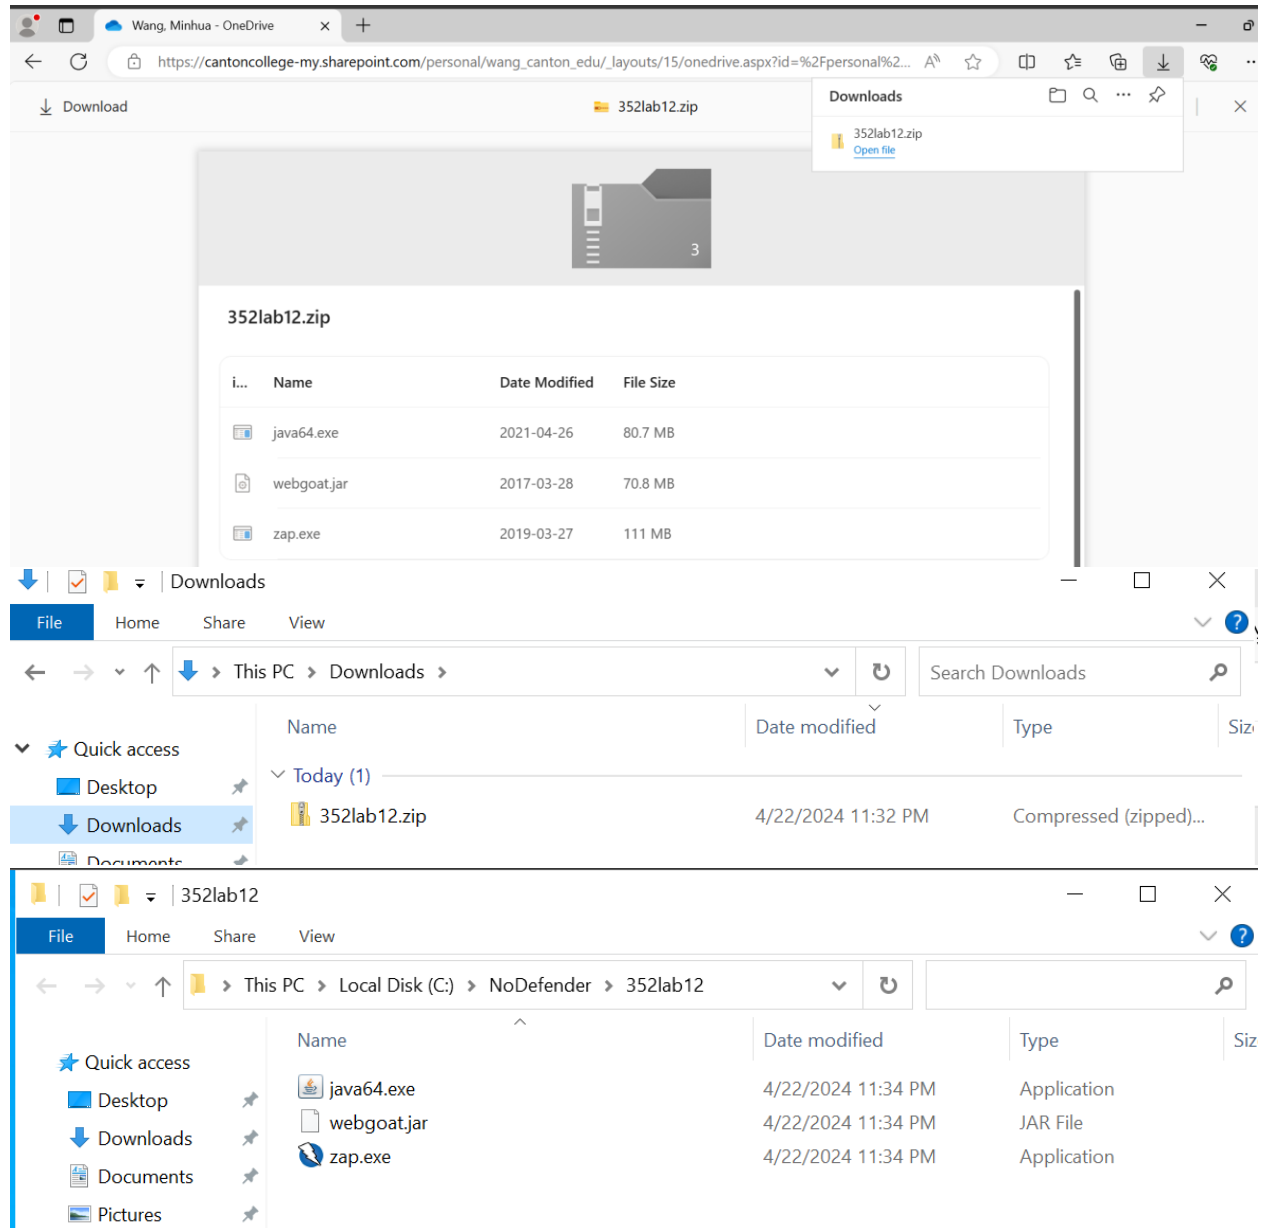 Wang, Minhua - OneDrive
https://cantoncollege-my.sharepoint.com/personal/wang_canton_edu/_layouts/15/onedrive.aspx?id=%2Fpersonal%2...
Download
352lab12.zip
Downloads
352lab12.zip
Open file
3
352lab12.zip
i... Name Date Modified File Size
java64.exe 2021-04-26 80.7 MB
webgoat.jar 2017-03-28 70.8 MB
zap.exe 2019-03-27 111 MB
Downloads
File Home Share View
This PC > Downloads >
Search Downloads
Name Date modified Type Siz
Quick access
Today (1)
Desktop
352lab12.zip 4/22/2024 11:32 PM Compressed (zipped)...
Downloads
Documents
352lab12
File Home Share View
> This PC > Local Disk (C:) > NoDefender > 352lab12
Name Date modified Type Siz
Quick access
java64.exe 4/22/2024 11:34 PM Application
Desktop
webgoat.jar 4/22/2024 11:34 PM JAR File
Downloads
zap.exe 4/22/2024 11:34 PM Application
Documents
Pictures